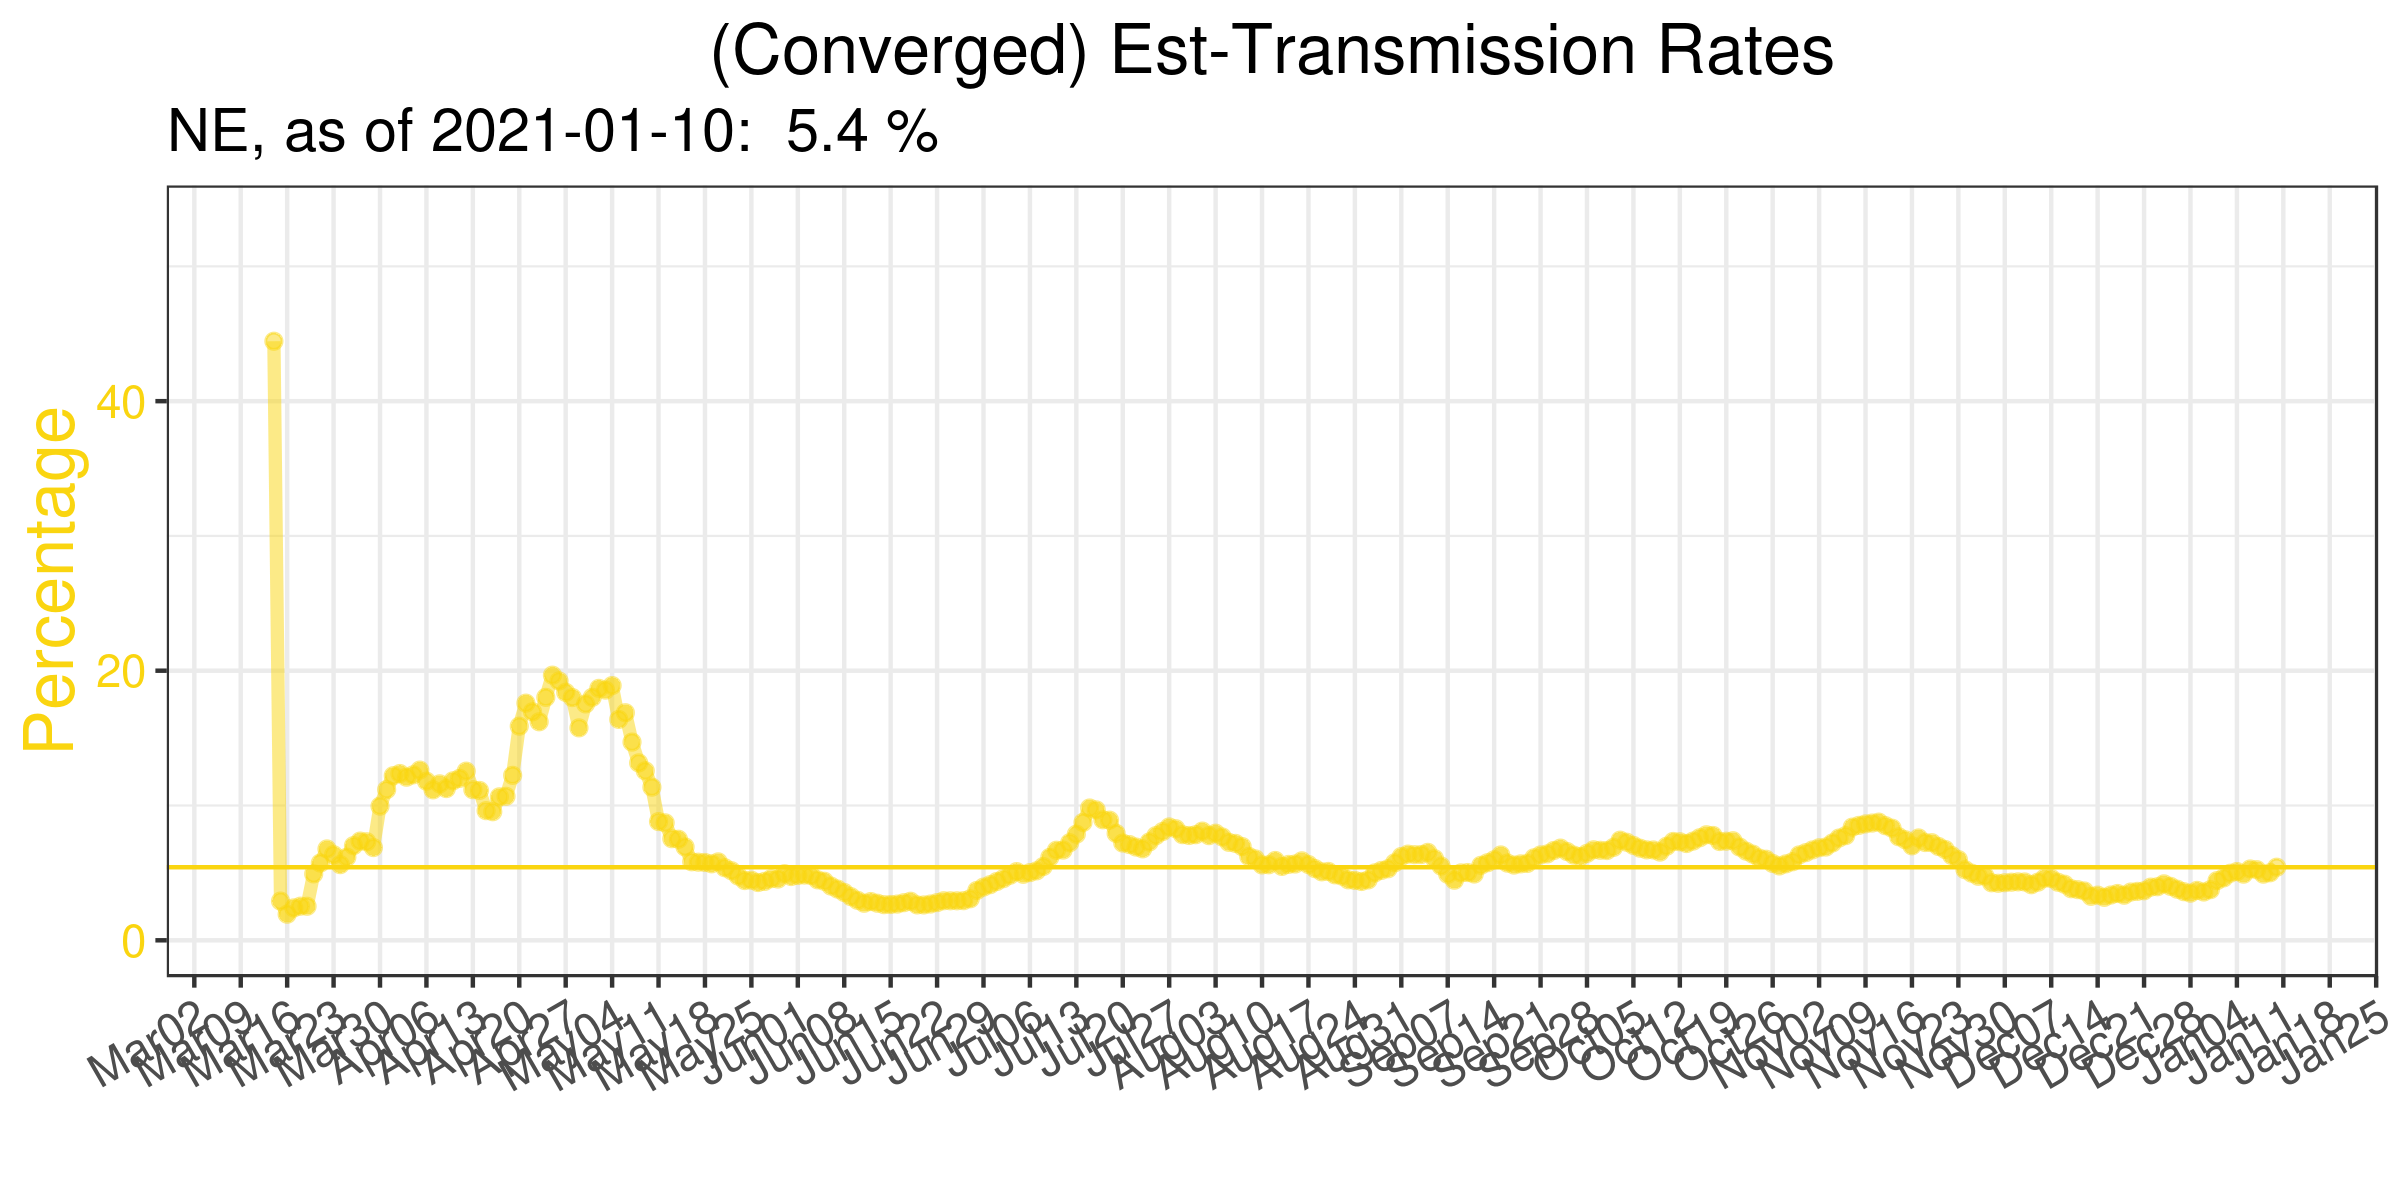 (Converged) Est-Transmission Rates
NE, as of 2021-01-10: 5.4 %
Percentage
40
20
0
Mar02
Mar09
Mar16
Mar23
Mar30
Apr06
Apr13
Apr20
Apr27
May04
May11
May18
May25
Jun01
Jun08
Jun15
Jun22
Jun29
Jul06
Jul13
Jul20
Jul27
Aug03
Aug10
Aug17
Aug24
Aug31
Sep07
Sep14
Sep21
Sep28
Oct05
Oct12
Oct19
Oct26
Nov02
Nov09
Nov16
Nov23
Nov30
Dec07
Dec14
Dec21
Dec28
Jan04
Jan11
Jan18
Jan25